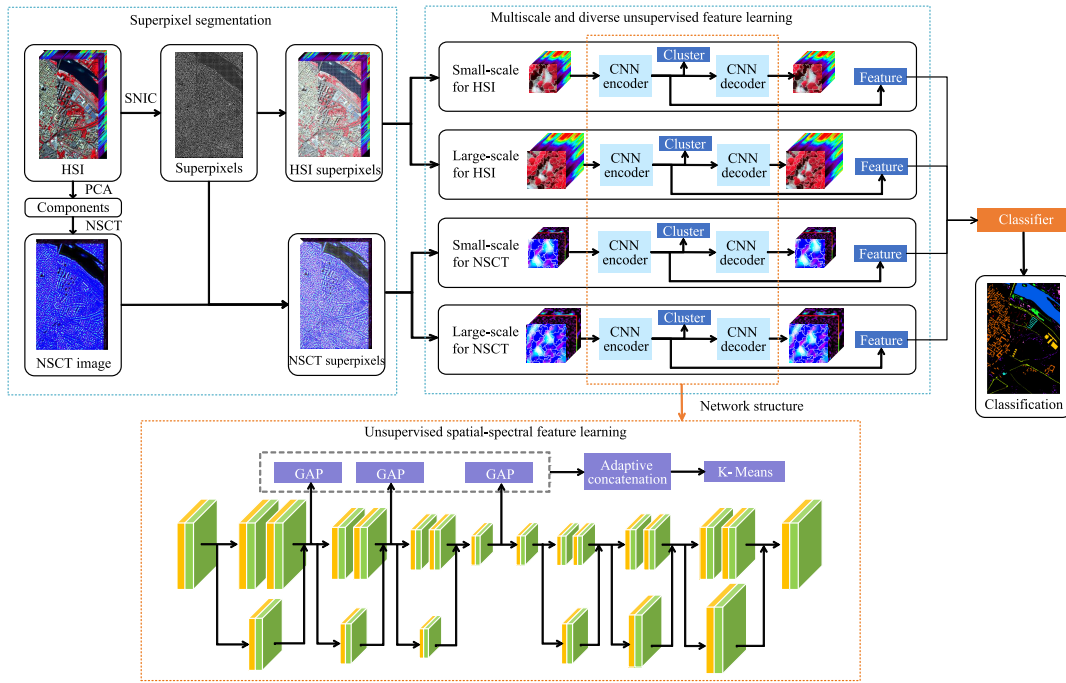 Superpixel segmentation
HSI
SNIC
Superpixels
HSI superpixels
PCA
Components
NSCT
NSCT image
NSCT superpixels
Multiscale and diverse unsupervised feature learning
Small-scale
for HSI
CNN
encoder
Cluster
CNN
decoder
Feature
Large-scale
for HSI
CNN
encoder
Cluster
CNN
decoder
Feature
Small-scale
for NSCT
CNN
encoder
Cluster
CNN
decoder
Feature
Large-scale
for NSCT
CNN
encoder
Cluster
CNN
decoder
Feature
Classifier
Classification
Network structure
Unsupervised spatial-spectral feature learning
GAP
GAP
GAP
Adaptive
concatenation
K- Means